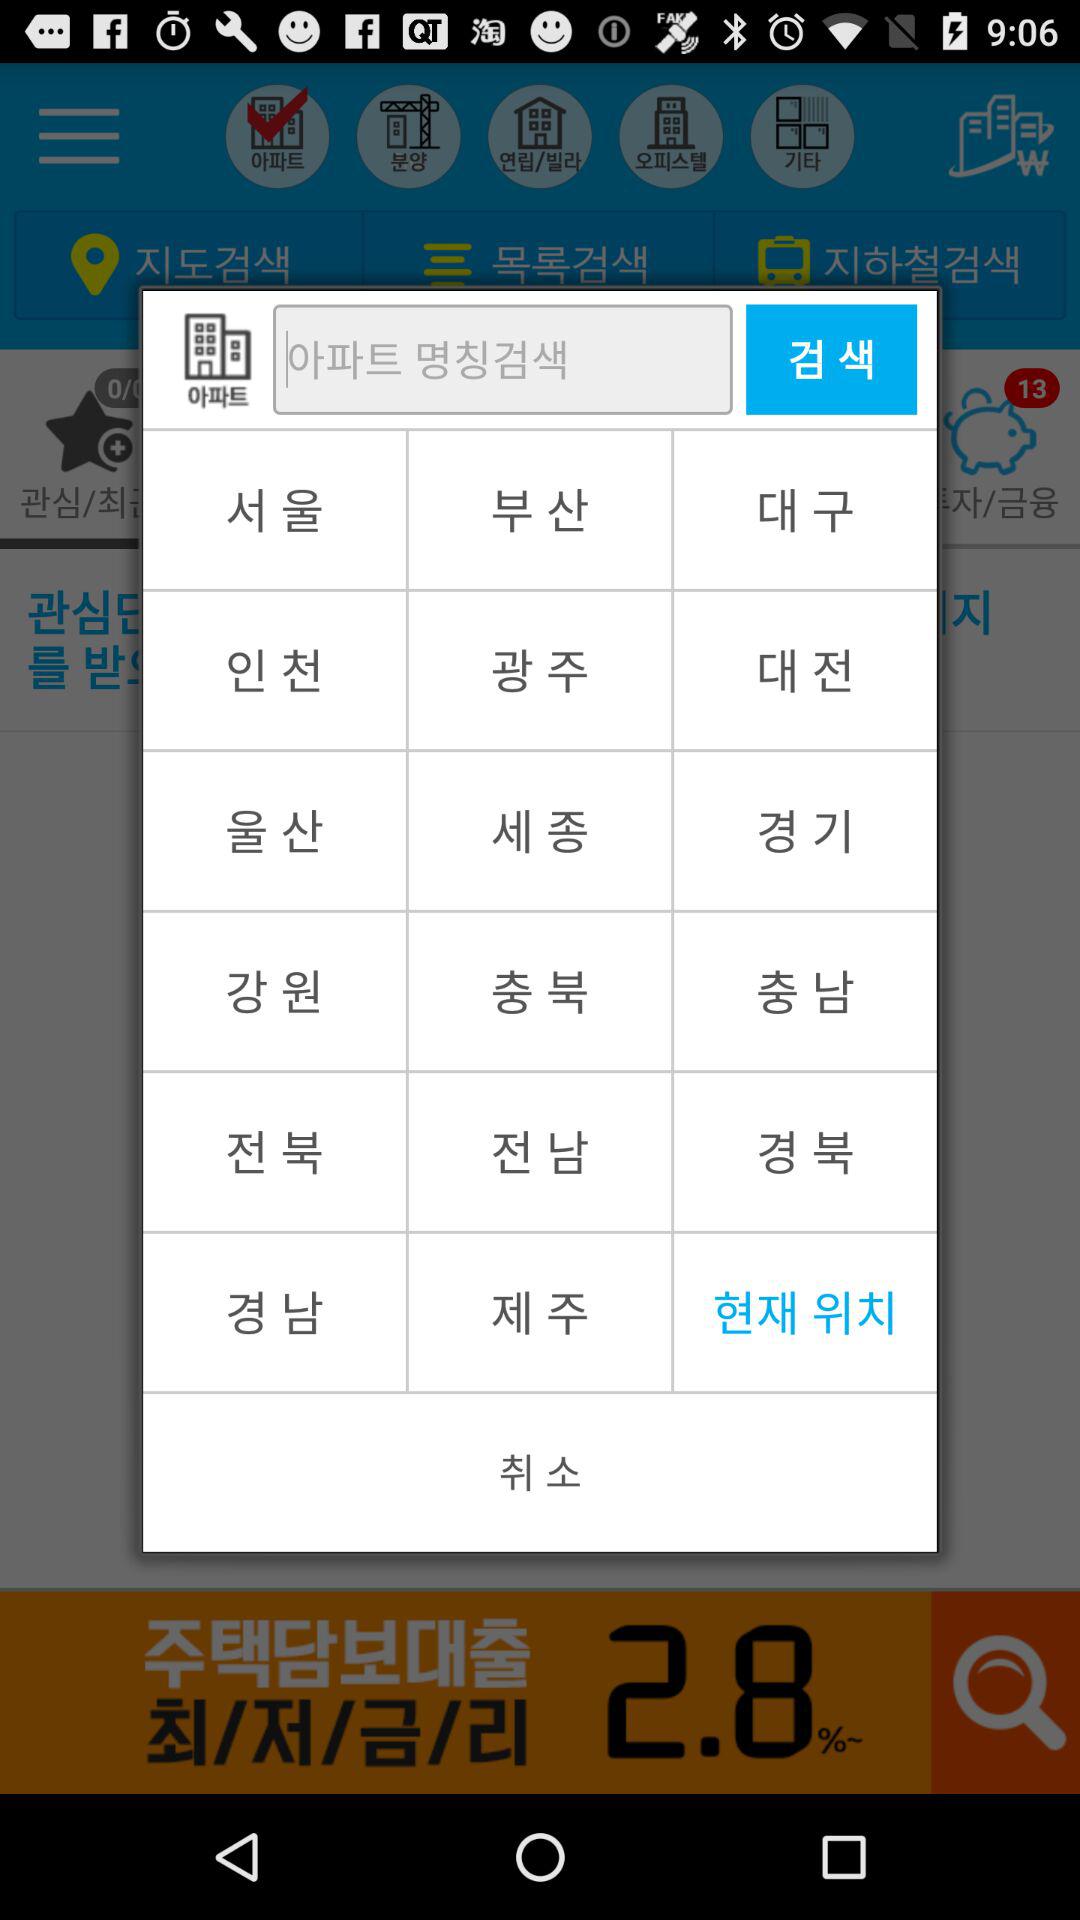 QT 淘 FAKE 9:06
아파트 분양 연립/빌라 오피스텔 기타 ₩
지도검색 목록검색 지하철검색
아파트 아파트 명칭검색 검 색
0/0 13
관심/최근 투자/금융
서 울 부 산 대 구
관심단 지
를 받으
인 천 광 주 대 전
울 산 세 종 경 기
강 원 충 북 충 남
전 북 전 남 경 북
경 남 제 주 현재 위치
취 소
주택담보대출
최/저/금/리 2.8%~